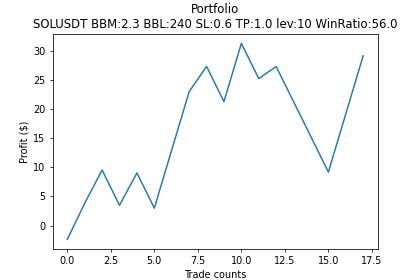 Portfolio
SOLUSDT BBM:2.3 BBL:240 SL:0.6 TP:1.0 lev:10 WinRatio:56.0
30
25
20
15
10
5
0
Profit ($)
0.0 2.5 5.0 7.5 10.0 12.5 15.0 17.5
Trade counts